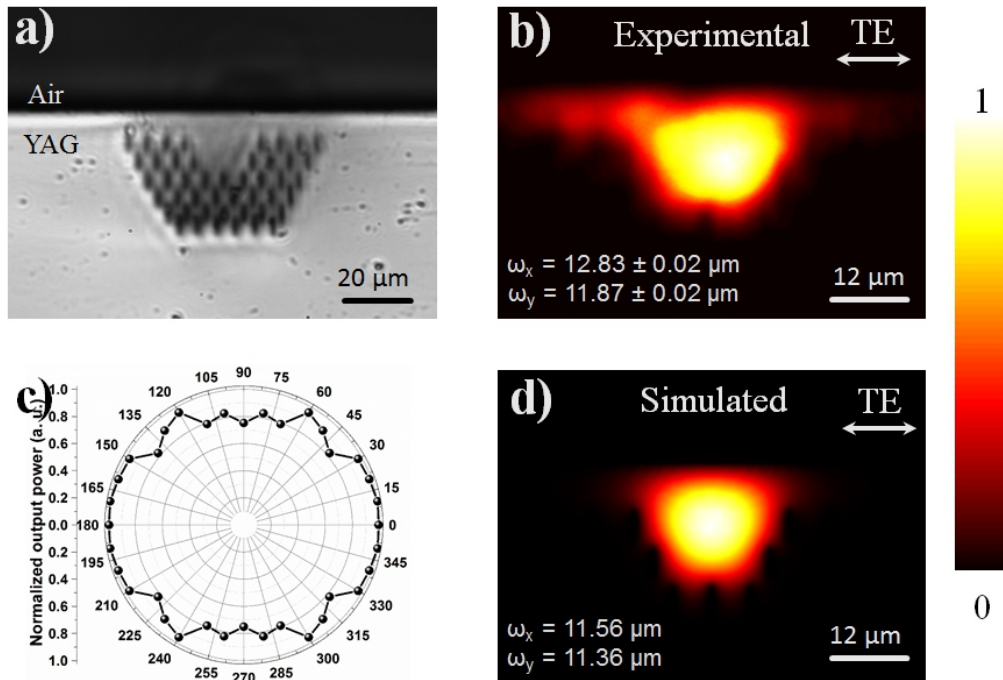 a)
Air
YAG
20 µm
b)
Experimental
TE
ωx = 12.83 ± 0.02 µm
ωy = 11.87 ± 0.02 µm
12 µm
1
0
c)
Normalized output power (a. u.)
1.0
0.8
0.6
0.4
0.2
0.0
0.2
0.4
0.6
0.8
1.0
90
75
60
45
30
15
0
345
330
315
300
285
270
255
240
225
210
195
180
165
150
135
120
105
d)
Simulated
TE
ωx = 11.56 µm
ωy = 11.36 µm
12 µm